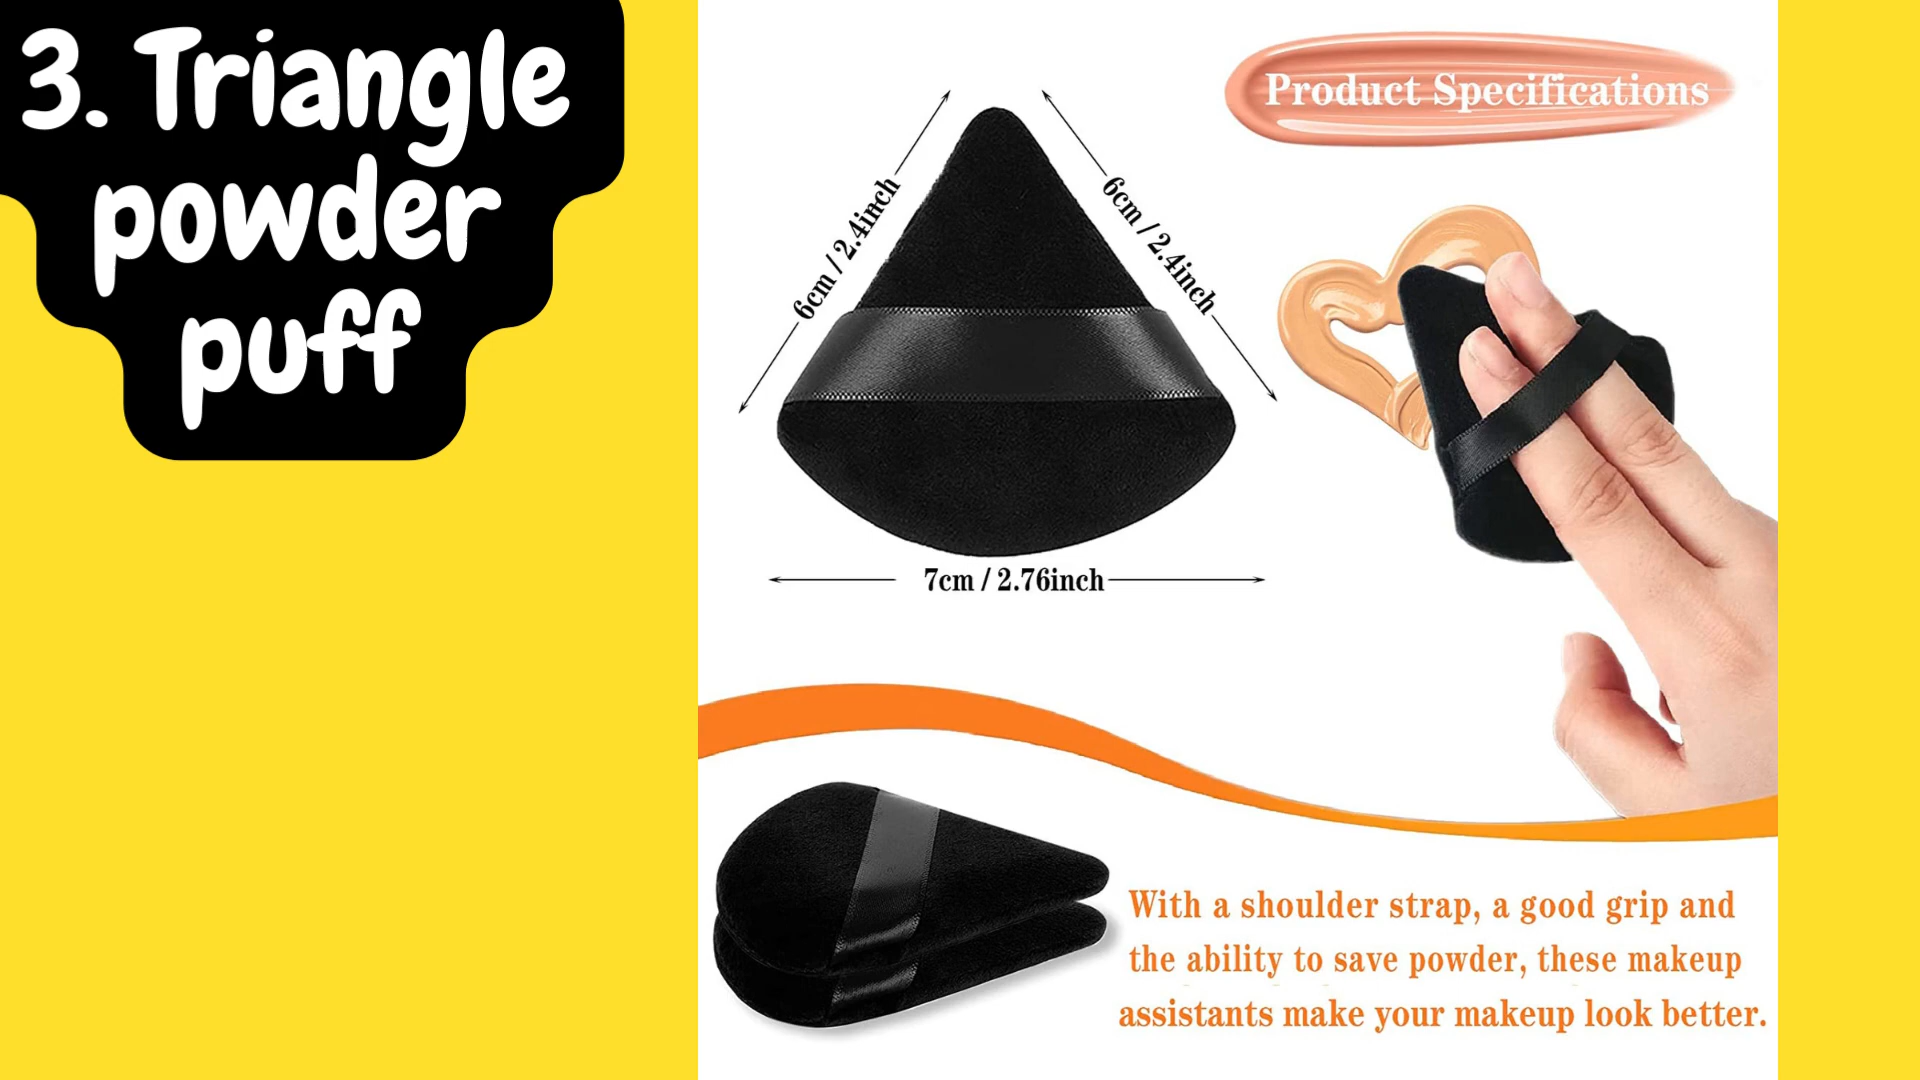 3. Triangle
powder
puff
Product Specifications
6cm / 2.4inch
6cm / 2.4inch
7cm / 2.76inch
With a shoulder strap, a good grip and
the ability to save powder, these makeup
assistants make your makeup look better.